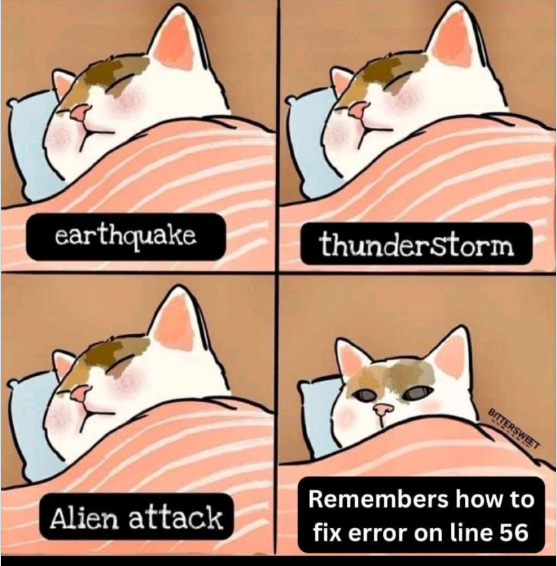 earthquake
thunderstorm
Alien attack
BITTERSWEET
Remembers how to
fix error on line 56